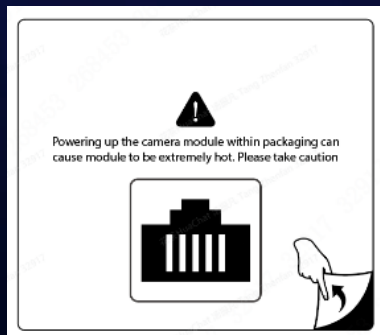 Powering up the camera module within packaging can
cause module to be extremely hot. Please take caution